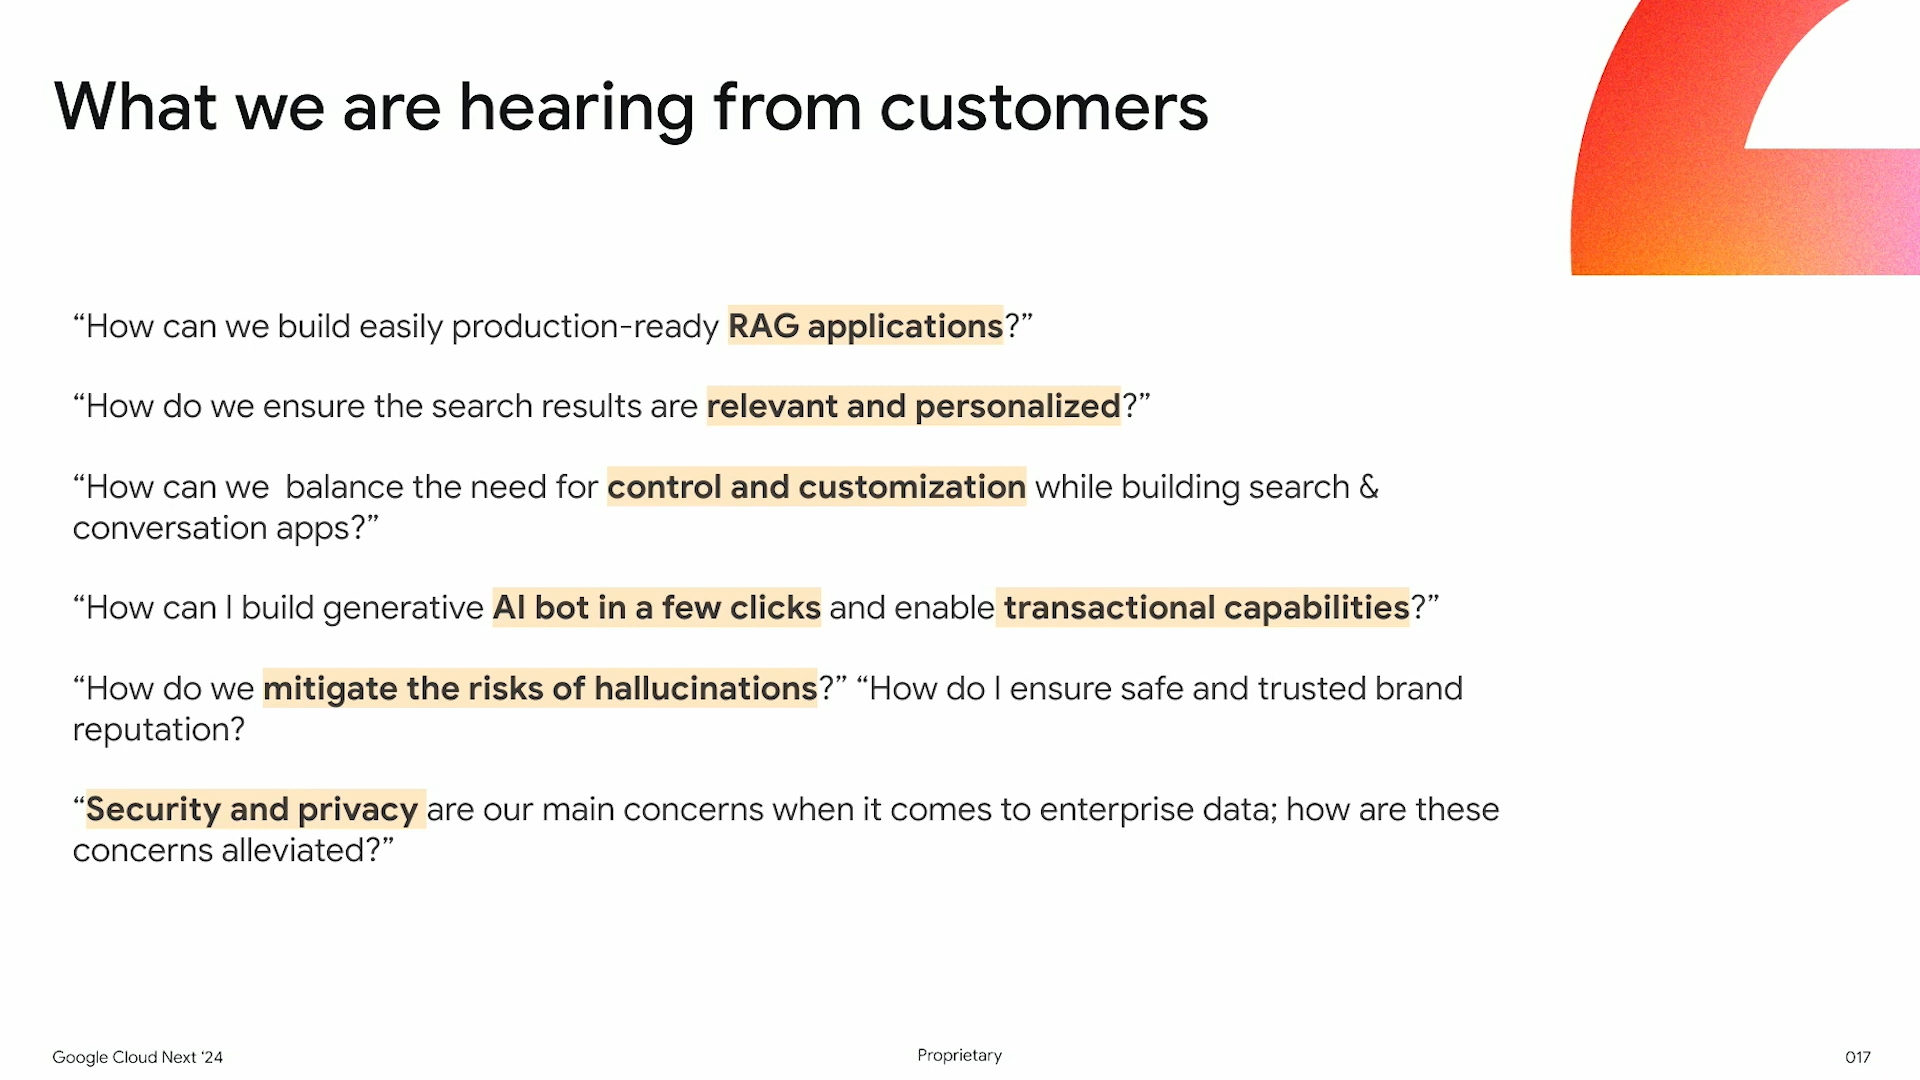 What we are hearing from customers
“How can we build easily production-ready RAG applications?”
“How do we ensure the search results are relevant and personalized?”
“How can we  balance the need for control and customization while building search &
conversation apps?”
“How can I build generative AI bot in a few clicks and enable transactional capabilities?”
“How do we mitigate the risks of hallucinations?” “How do I ensure safe and trusted brand
reputation?
“Security and privacy are our main concerns when it comes to enterprise data; how are these
concerns alleviated?”
Google Cloud Next ‘24
Proprietary
017